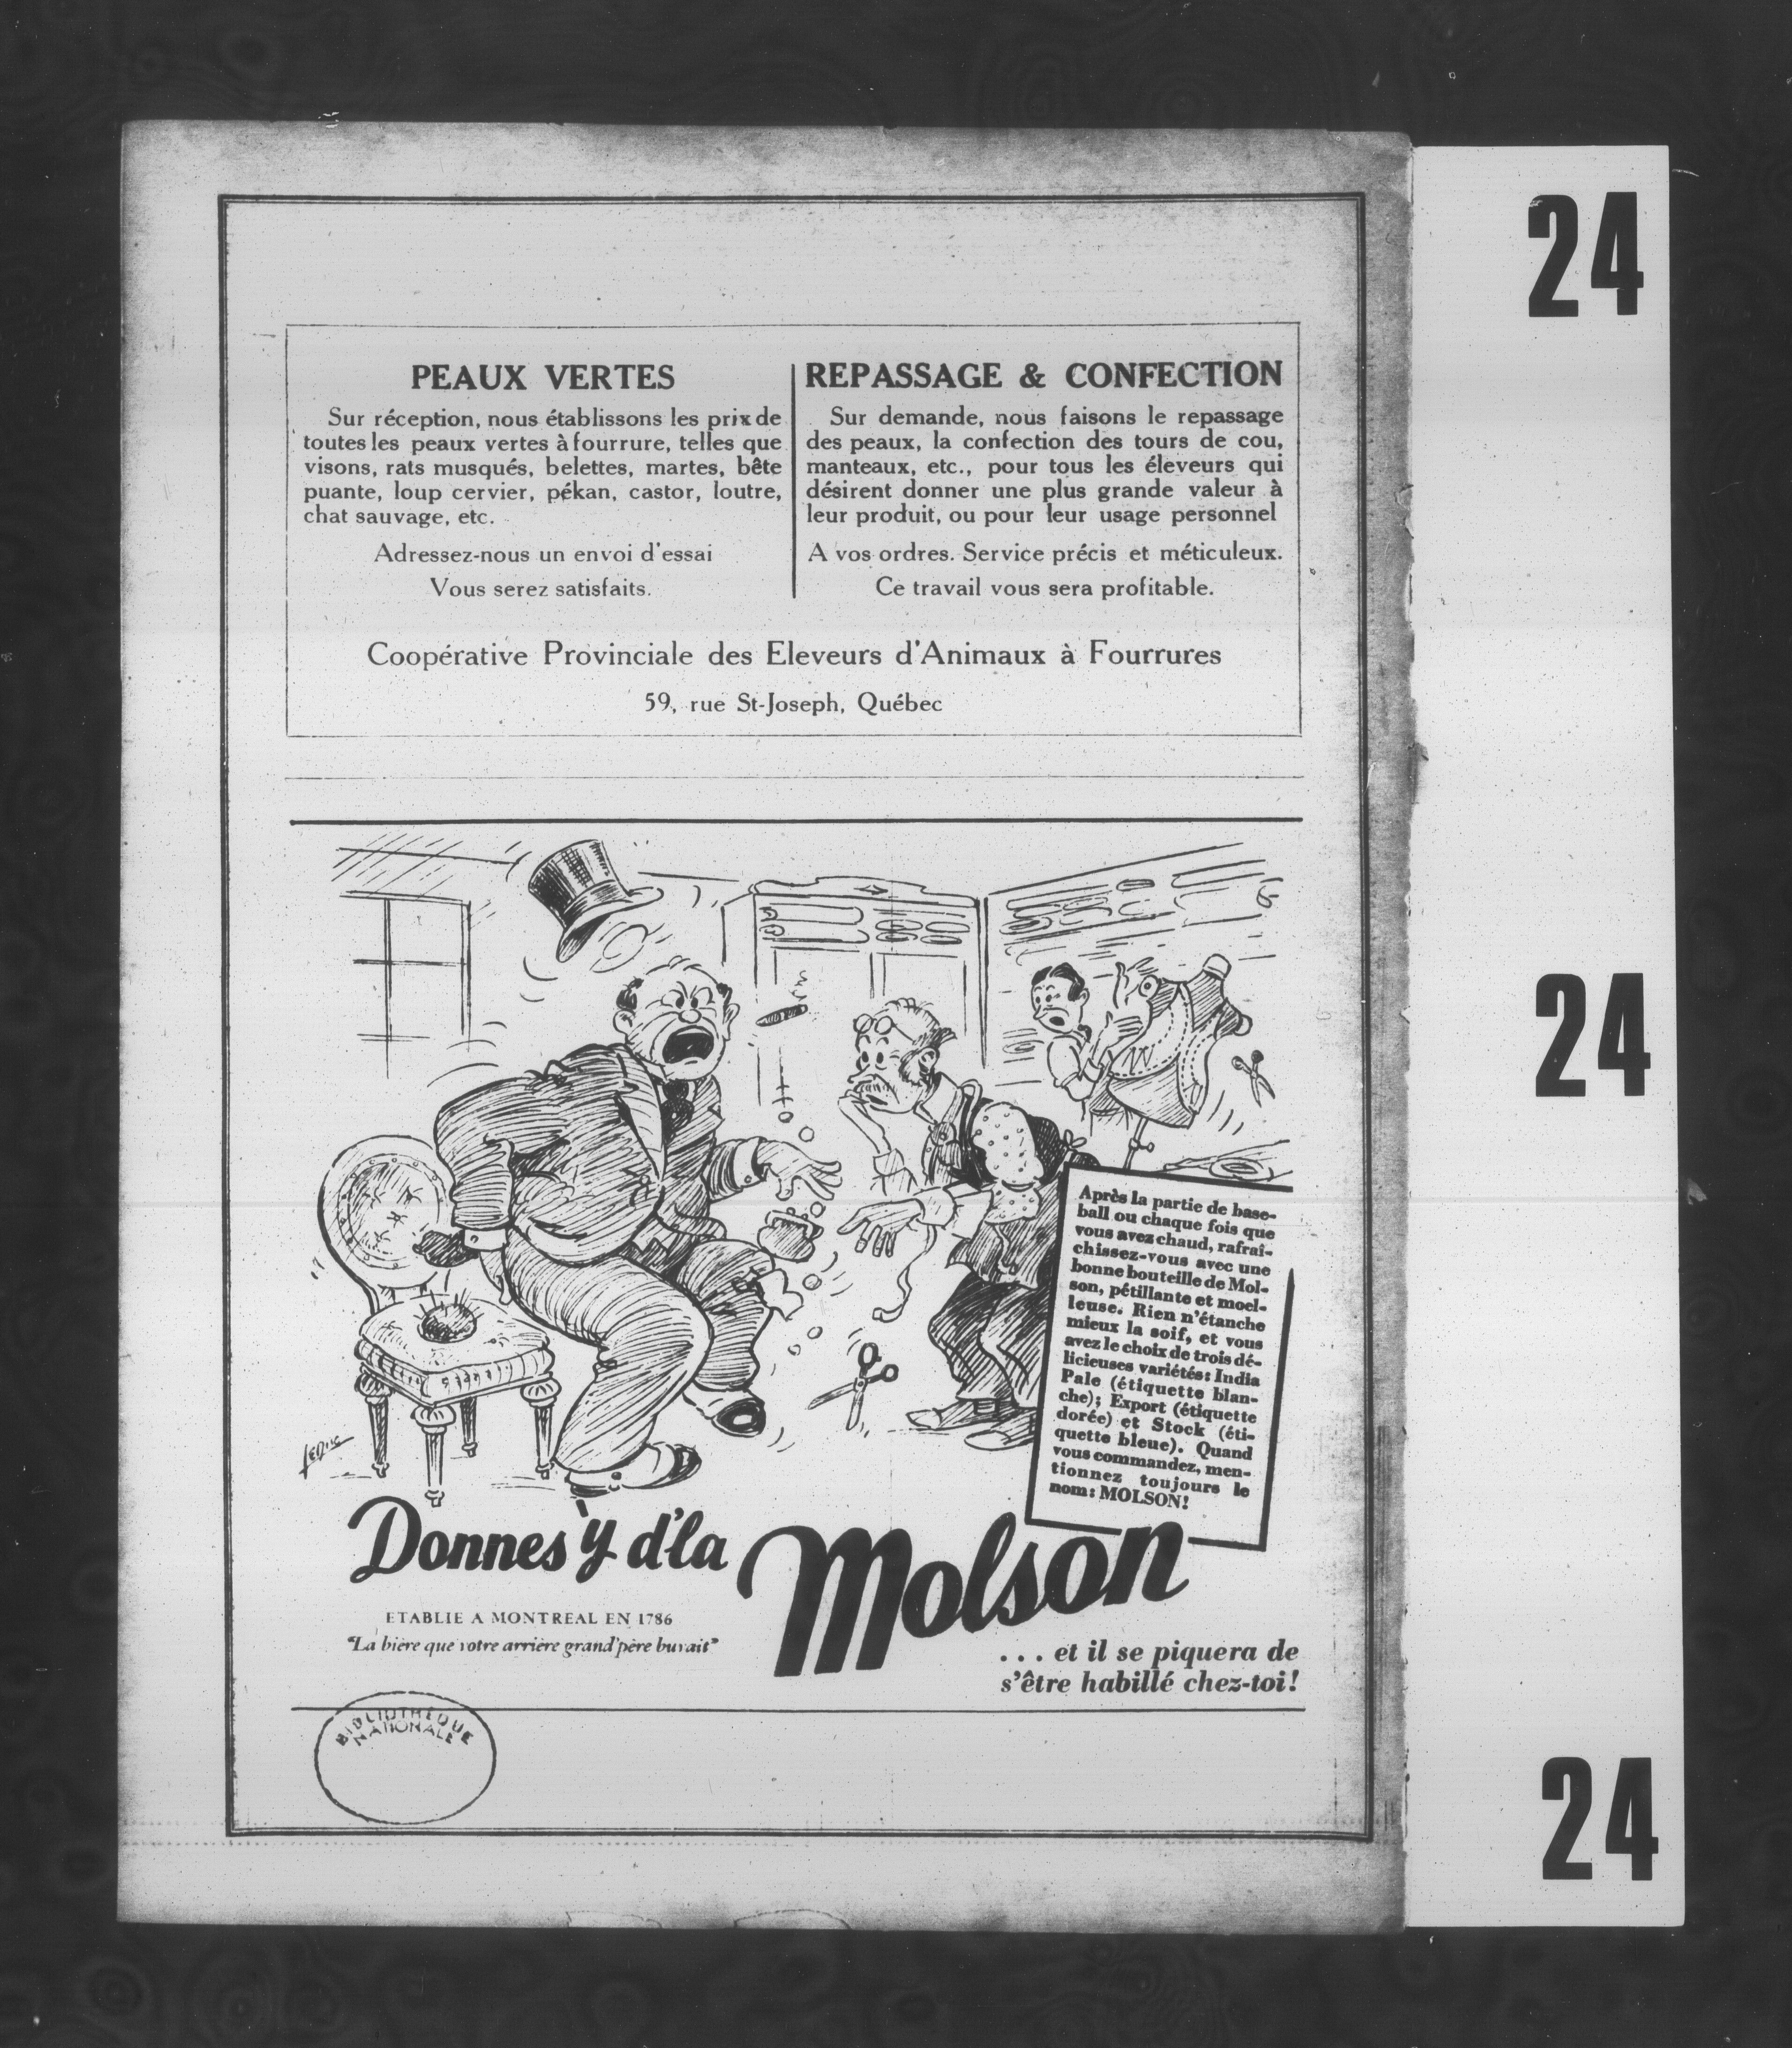 PEAUX VERTES
Sur réception, nous établissons les prix de
toutes les peaux vertes à fourrure, telles que
visons, rats musqués, belettes, martes, bête
puante, loup cervier, pékan, castor, loutre,
chat sauvage, etc.
Adressez-nous un envoi d'essai
Vous serez satisfaits.
REPASSAGE & CONFECTION
Sur demande, nous faisons le repassage
des peaux, la confection des tours de cou,
manteaux, etc., pour tous les éleveurs qui
désirent donner une plus grande valeur à
leur produit, ou pour leur usage personnel
A vos ordres. Service précis et méticuleux.
Ce travail vous sera profitable.
Coopérative Provinciale des Eleveurs d'Animaux à Fourrures
59, rue St-Joseph, Québec
Après la partie de base-
ball ou chaque fois que
vous avez chaud, rafraî-
chissez-vous avec une
bonne bouteille de Mol-
son, pétillante et moel-
leuse. Rien n'étanche
mieux la soif, et vous
avez le choix de trois dé-
licieuses variétés: India
Pale (étiquette blan-
che); Export (étiquette
dorée) et Stock (éti-
quette bleue). Quand
vous commandez, men-
tionnez toujours le
nom: MOLSON!
Leduc
Donnes'y d'la Molson
ETABLIE A MONTREAL EN 1786
"La bière que votre arrière grand'père buvait"
... et il se piquera de
s'être habillé chez-toi!
BIBLIOTHÈQUE
NATIONALE
24
24
24